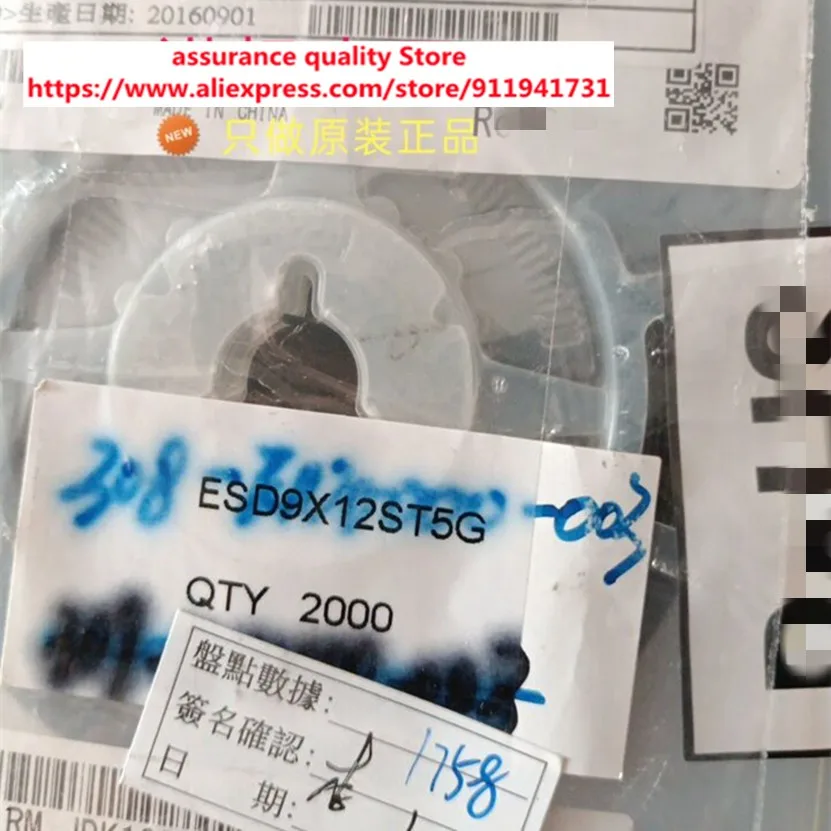 生產日期: 20160901
assurance quality Store
https://www.aliexpress.com/store/911941731
MADE IN CHINA
NEW
只做原装正品
308
-003
ESD9X12ST5G
QTY 2000
盤點數據:
1758
簽名確認:
日 期:
RM